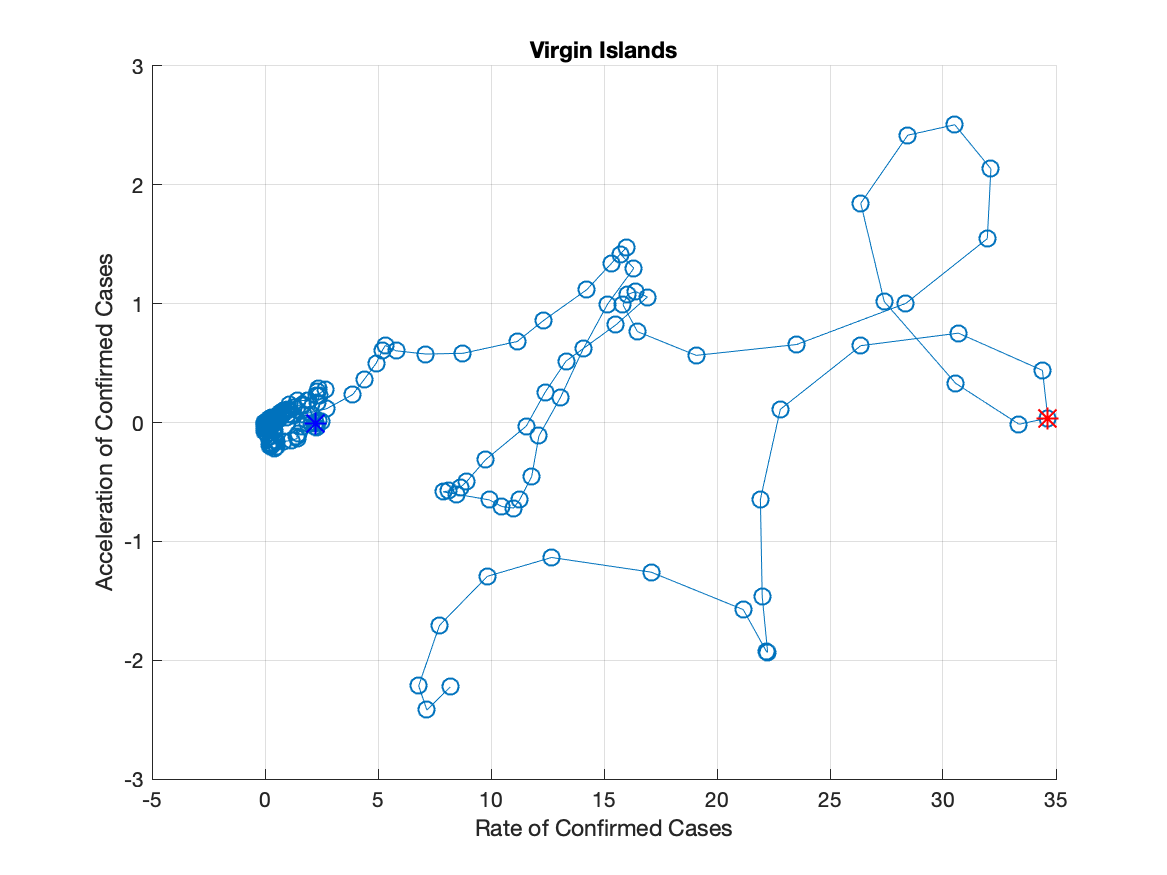 Virgin Islands
3
2
1
0
-1
-2
-3
Acceleration of Confirmed Cases
-5 0 5 10 15 20 25 30 35
Rate of Confirmed Cases